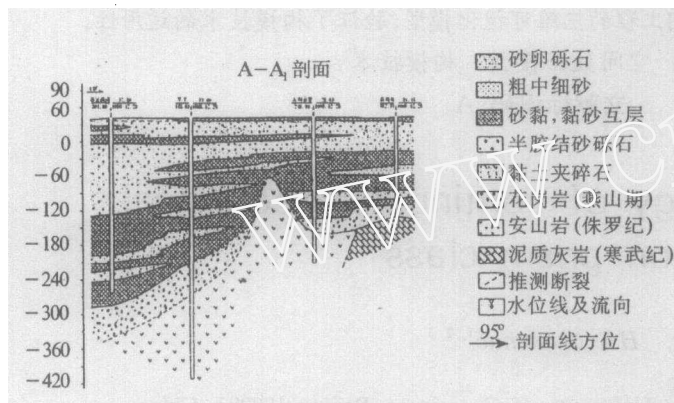 A-A₁剖面
90
60
0
-60
-120
-180
-240
-300
-360
-420
砂卵砾石
粗中细砂
砂黏,黏砂互层
半胶结砂砾石
黏土夹碎石
花岗岩(燕山期)
安山岩(侏罗纪)
泥质灰岩(寒武纪)
推测断裂
水位线及流向
95° 剖面线方位